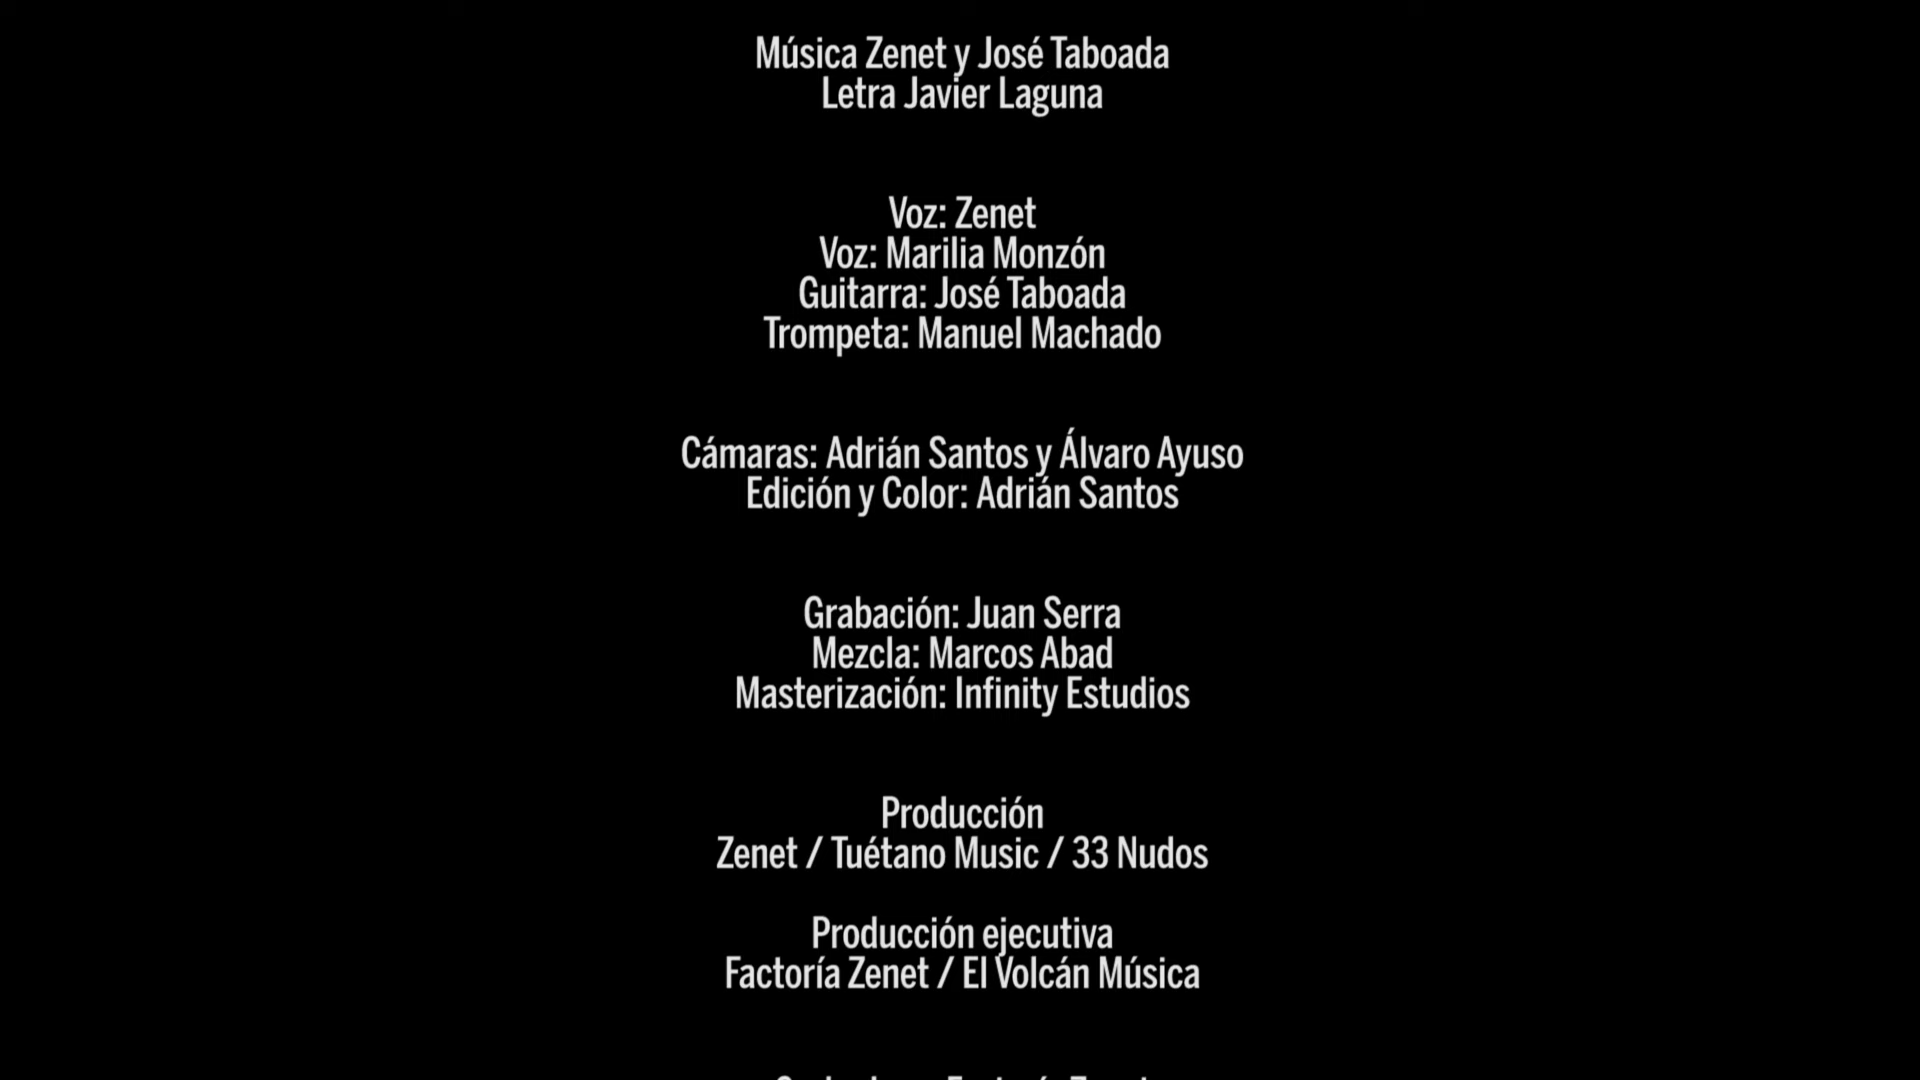 Música Zenet y José Taboada
Letra Javier Laguna
Voz: Zenet
Voz: Marilia Monzón
Guitarra: José Taboada
Trompeta: Manuel Machado
Cámaras: Adrián Santos y Álvaro Ayuso
Edición y Color: Adrián Santos
Grabación: Juan Serra
Mezcla: Marcos Abad
Masterización: Infinity Estudios
Producción
Zenet / Tuétano Music / 33 Nudos
Producción ejecutiva
Factoría Zenet / El Volcán Música